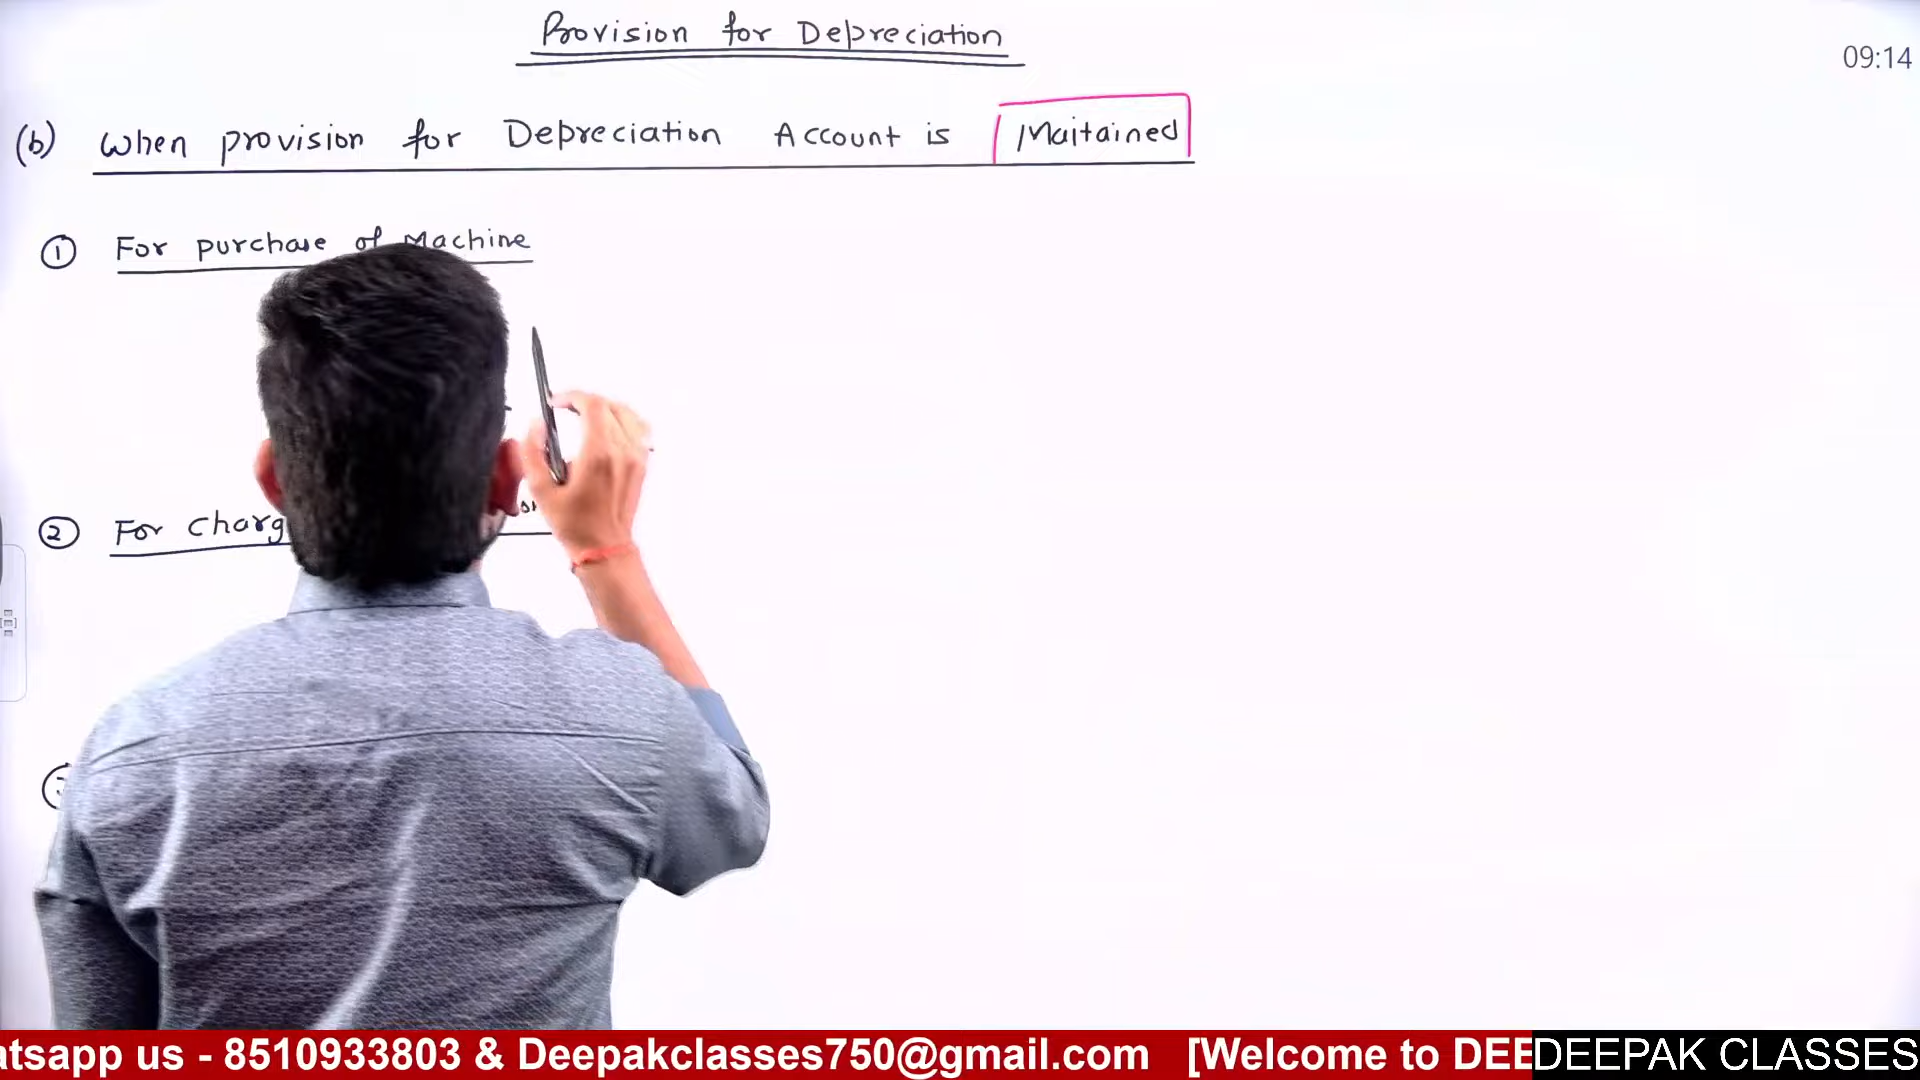 Provision for Depreciation
09:14
(b) When provision for Depreciation Account is Maitained
① For purchase of Machine
② For
atsapp us - 8510933803 & Deepakclasses750@gmail.com [Welcome to DEE
DEEPAK CLASSES